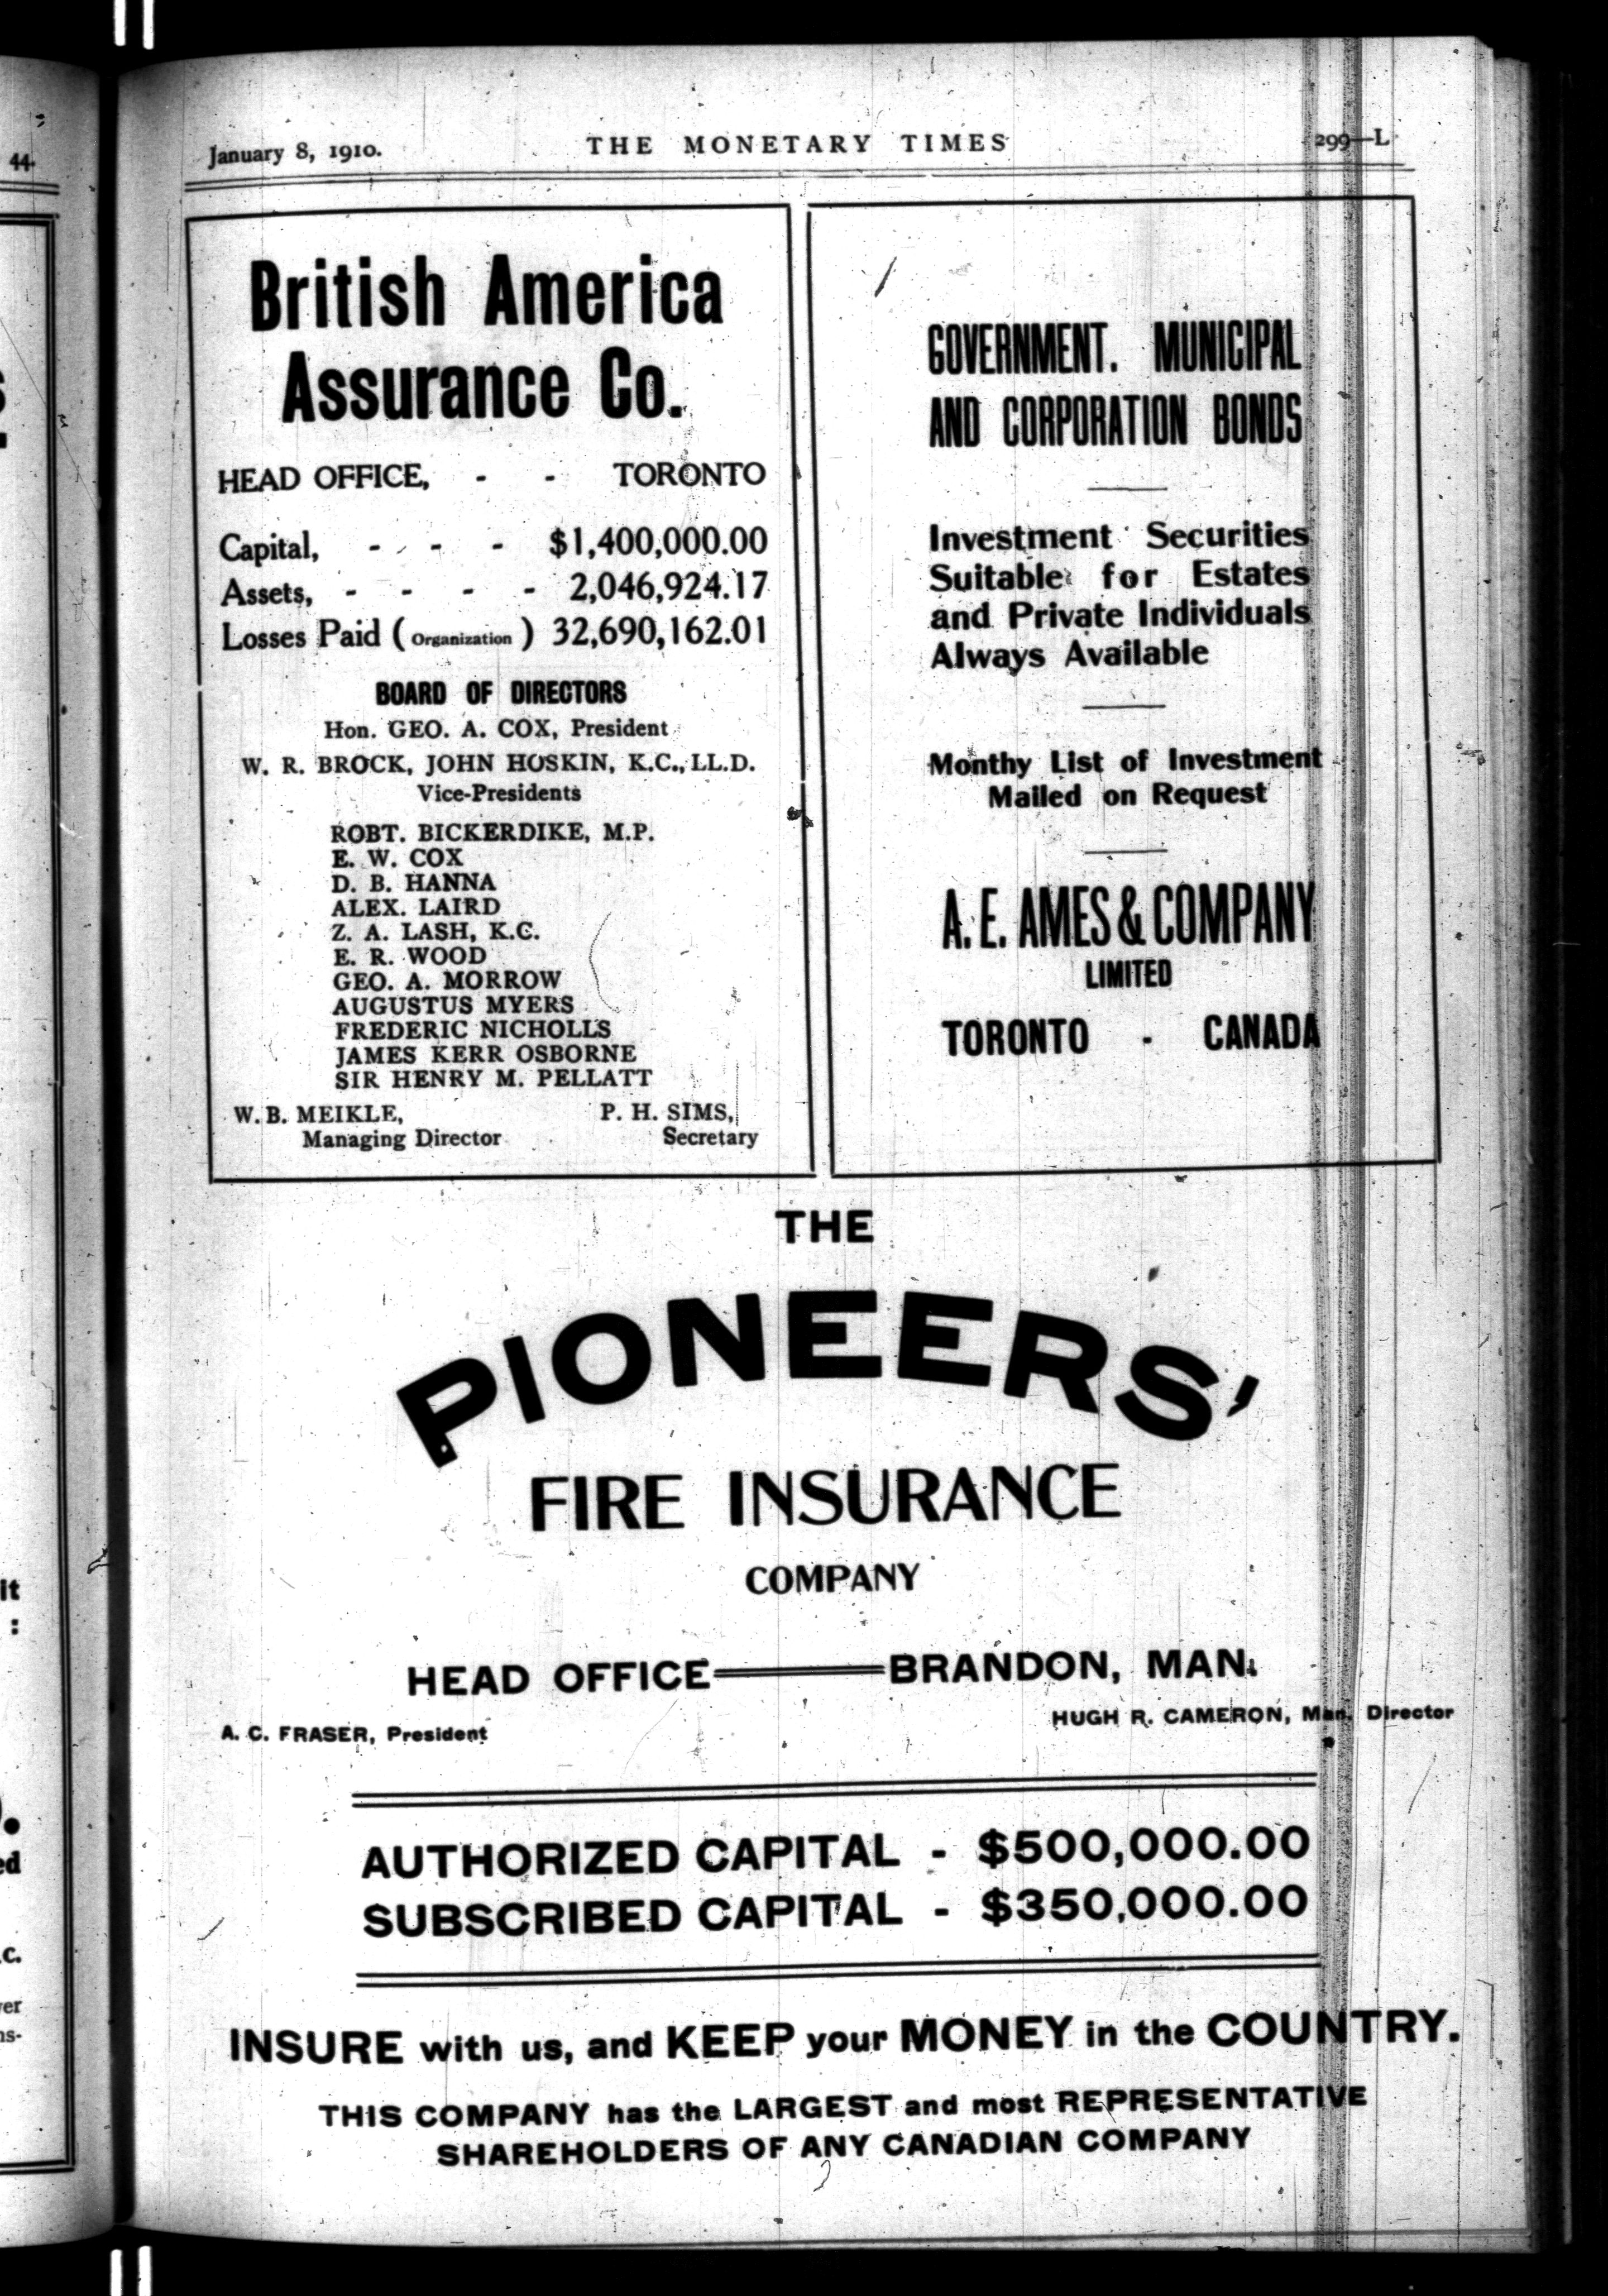 44
it
:
ed
c.
January 8, 1910.
THE MONETARY TIMES
299—L
British America
Assurance Co.
HEAD OFFICE, - - TORONTO
Capital, - - - $1,400,000.00
Assets, - - - - 2,046,924.17
Losses Paid ( Organization ) 32,690,162.01
BOARD OF DIRECTORS
Hon. GEO. A. COX, President
W. R. BROCK, JOHN HOSKIN, K.C., LL.D.
Vice-Presidents
ROBT. BICKERDIKE, M.P.
E. W. COX
D. B. HANNA
ALEX. LAIRD
Z. A. LASH, K.C.
E. R. WOOD
GEO. A. MORROW
AUGUSTUS MYERS
FREDERIC NICHOLLS
JAMES KERR OSBORNE
SIR HENRY M. PELLATT
W. B. MEIKLE,
Managing Director
P. H. SIMS,
Secretary
GOVERNMENT. MUNICIPAL
AND CORPORATION BONDS
Investment Securities
Suitable for Estates
and Private Individuals
Always Available
Monthy List of Investment
Mailed on Request
A. E. AMES & COMPANY
LIMITED
TORONTO - CANADA
THE
PIONEERS'
FIRE INSURANCE
COMPANY
HEAD OFFICE——BRANDON, MAN.
A. C. FRASER, President
HUGH R. CAMERON, Man. Director
AUTHORIZED CAPITAL - $500,000.00
SUBSCRIBED CAPITAL - $350,000.00
INSURE with us, and KEEP your MONEY in the COUNTRY.
THIS COMPANY has the LARGEST and most REPRESENTATIVE
SHAREHOLDERS OF ANY CANADIAN COMPANY